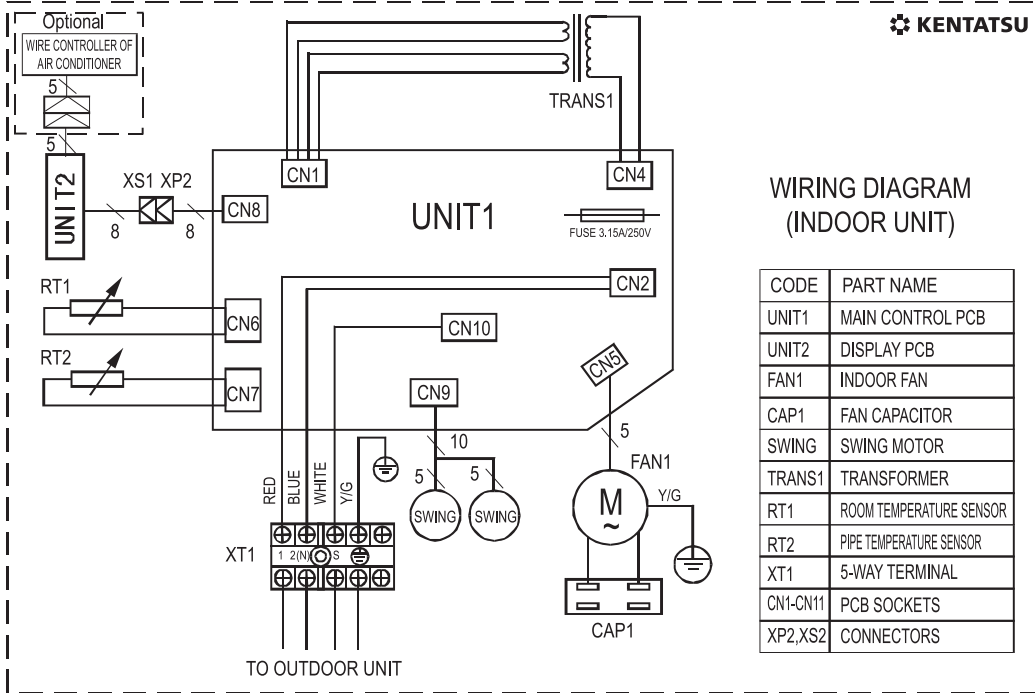 Optional
WIRE CONTROLLER OF
AIR CONDITIONER
5
5
UNIT2
XS1 XP2
8
8
CN8
RT1
CN6
RT2
CN7
CN1
TRANS1
CN4
UNIT1
FUSE 3.15A/250V
CN2
CN10
CN5
CN9
10
5
5
SWING
SWING
5
FAN1
M
~
Y/G
CAP1
RED
BLUE
WHITE
Y/G
XT1
1 2(N) S
TO OUTDOOR UNIT
KENTATSU
WIRING DIAGRAM
(INDOOR UNIT)
CODE PART NAME
UNIT1 MAIN CONTROL PCB
UNIT2 DISPLAY PCB
FAN1 INDOOR FAN
CAP1 FAN CAPACITOR
SWING SWING MOTOR
TRANS1 TRANSFORMER
RT1 ROOM TEMPERATURE SENSOR
RT2 PIPE TEMPERATURE SENSOR
XT1 5-WAY TERMINAL
CN1-CN11 PCB SOCKETS
XP2,XS2 CONNECTORS